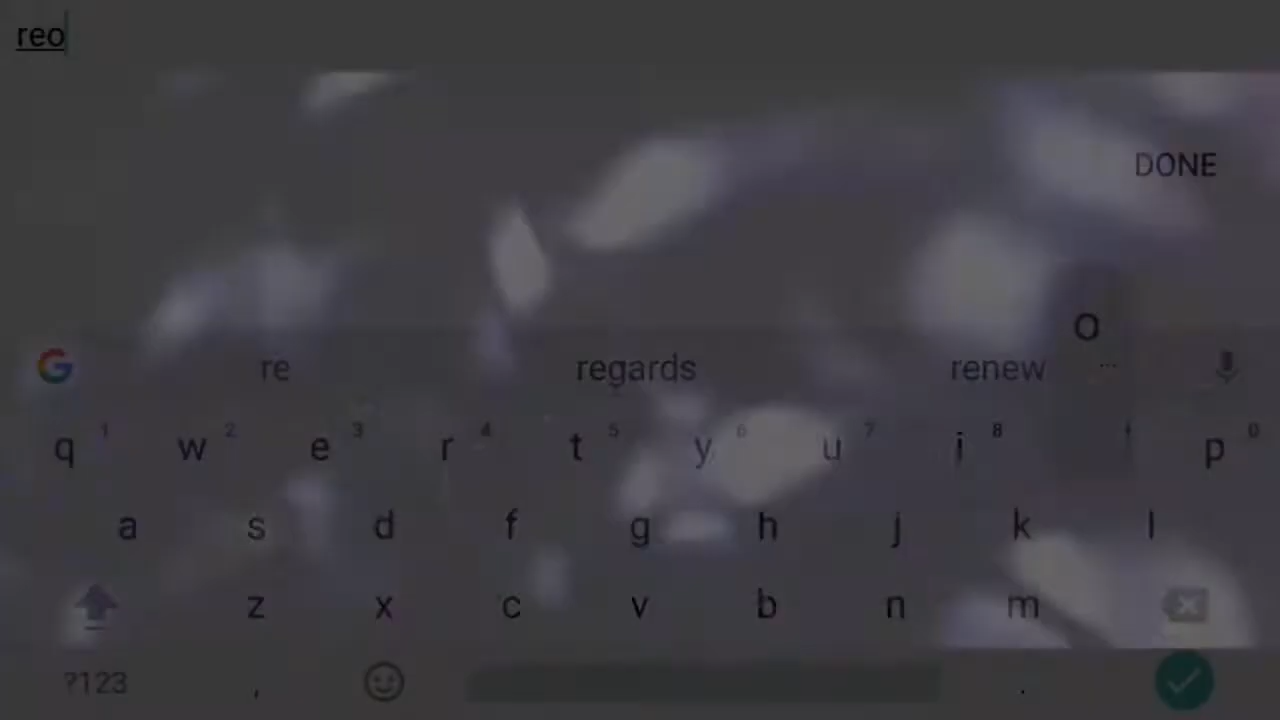 reo
DONE
o
re regards renew ...
q 1 w 2 e 3 r 4 t 5 y 6 u 7 i 8 p 0
a s d f g h j k l
z x c v b n m
?123 , .